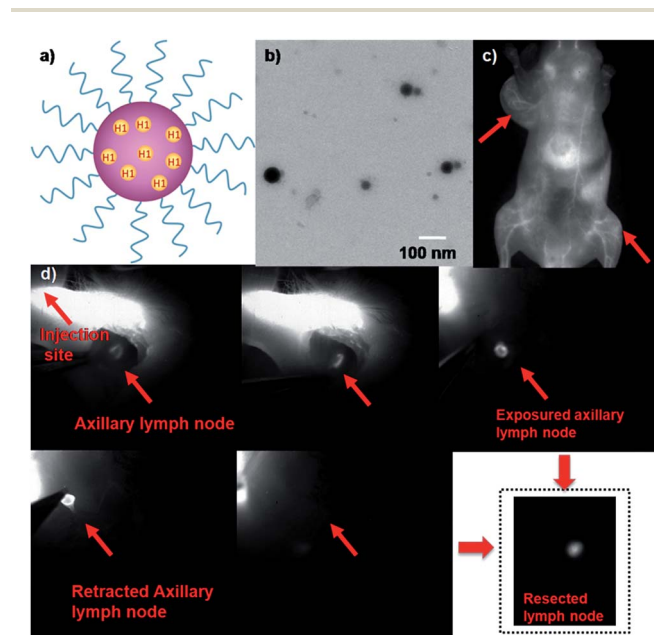 a)
H1
H1
H1
H1
H1
H1
H1
H1
b)
100 nm
c)
d)
Injection
site
Axillary lymph node
Exposured axillary
lymph node
Retracted Axillary
lymph node
Resected
lymph node